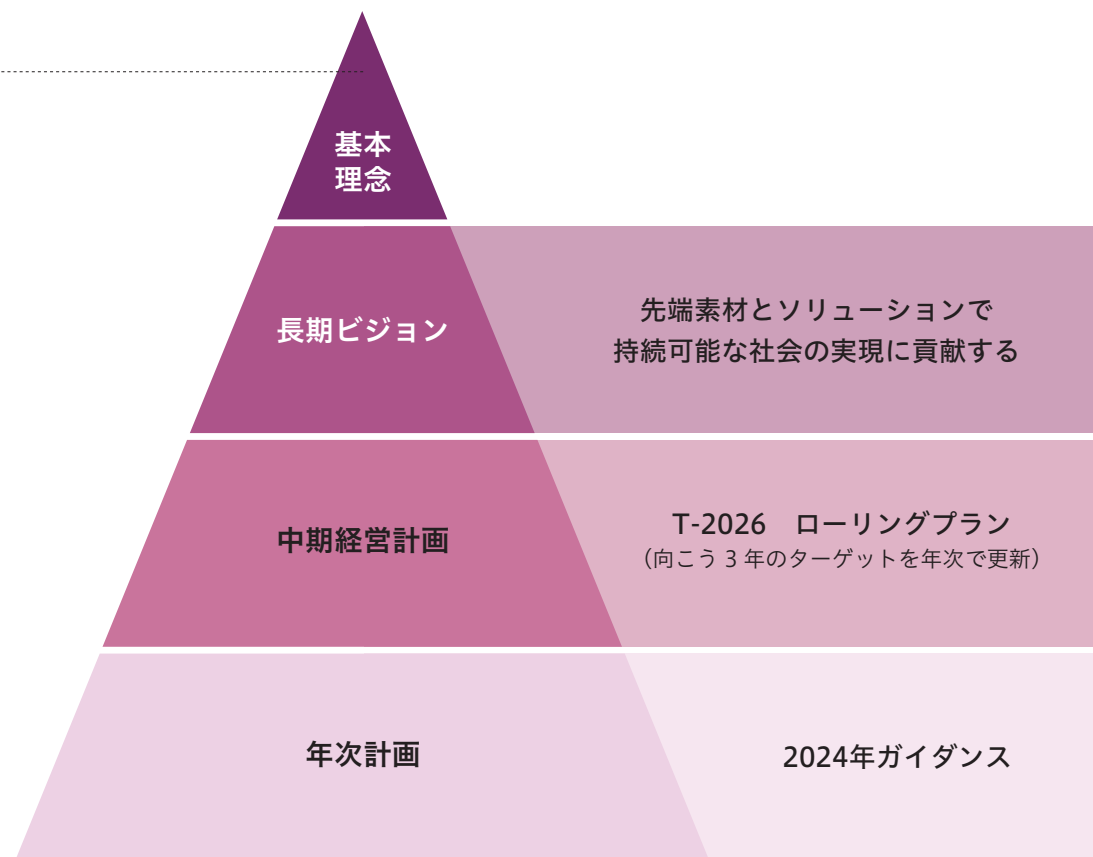 基本
理念
長期ビジョン
先端素材とソリューションで
持続可能な社会の実現に貢献する
中期経営計画
T-2026　ローリングプラン
（向こう 3 年のターゲットを年次で更新）
年次計画
2024年ガイダンス